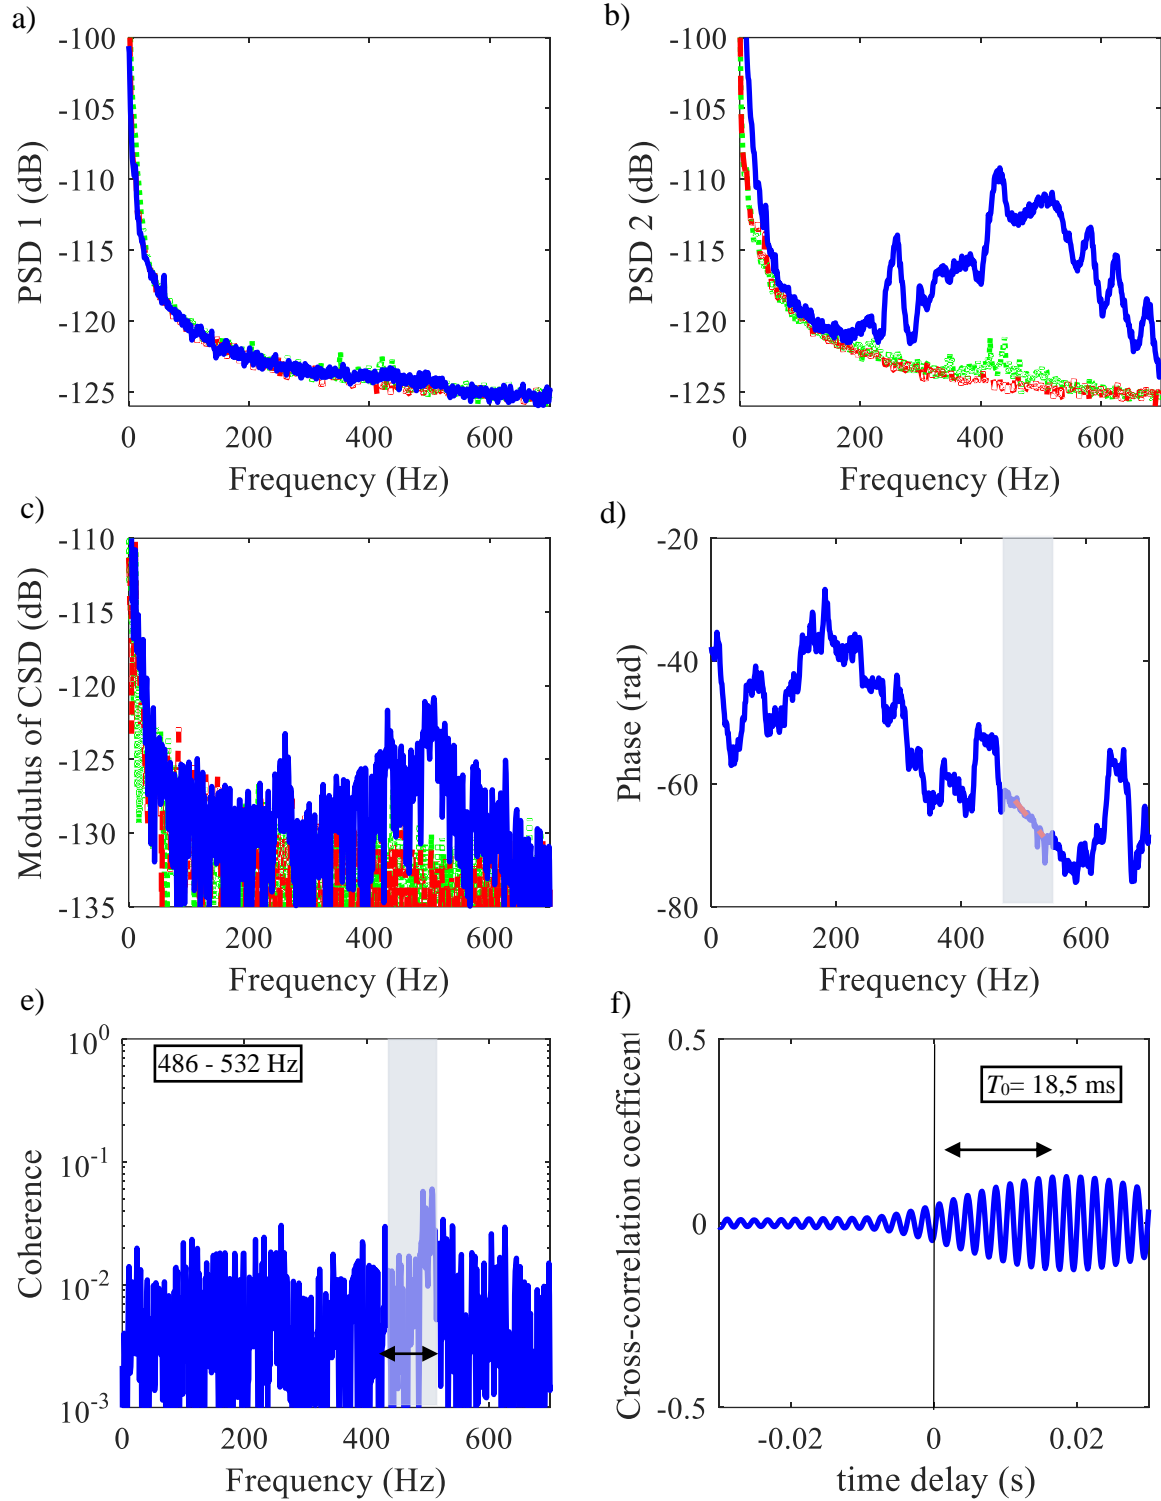 a)
-100
-105
-110
-115
-120
-125
PSD 1 (dB)
0 200 400 600
Frequency (Hz)
b)
-100
-105
-110
-115
-120
-125
PSD 2 (dB)
0 200 400 600
Frequency (Hz)
c)
-110
-115
-120
-125
-130
-135
Modulus of CSD (dB)
0 200 400 600
Frequency (Hz)
d)
-20
-40
-60
-80
Phase (rad)
0 200 400 600
Frequency (Hz)
e)
10^0
10^-1
10^-2
10^-3
Coherence
486 - 532 Hz
0 200 400 600
Frequency (Hz)
f)
0.5
0
-0.5
Cross-correlation coefficent
T0= 18,5 ms
-0.02 0 0.02
time delay (s)